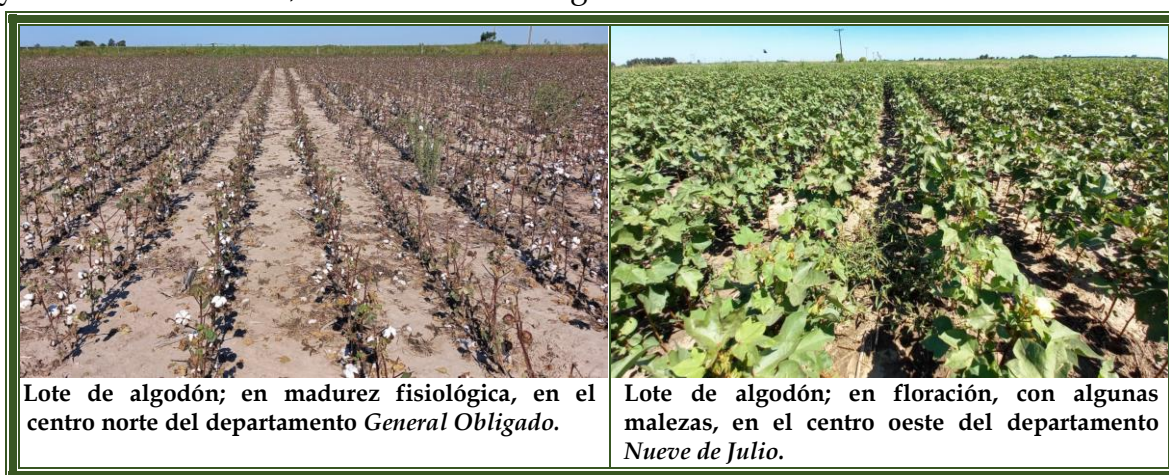 Lote de algodón; en madurez fisiológica, en el
centro norte del departamento General Obligado.
Lote de algodón; en floración, con algunas
malezas, en el centro oeste del departamento
Nueve de Julio.